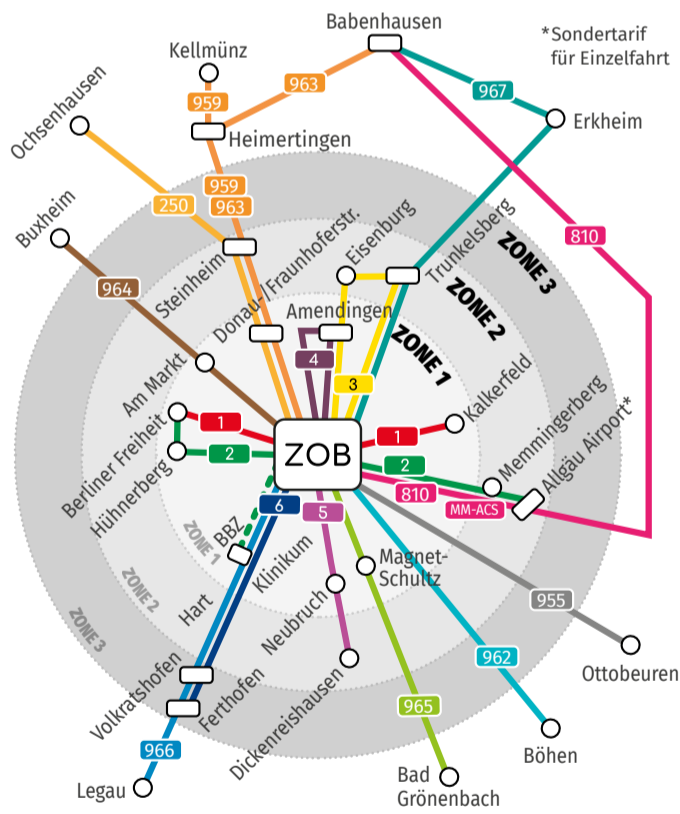 Babenhausen
*Sondertarif
für Einzelfahrt
Kellmünz
963
967
959
Ochsenhausen
Heimertingen
Erkheim
959
963
250
Buxheim
810
964
Steinheim
Donau-/Fraunhoferstr.
Eisenburg
Trunkelsberg
ZONE 3
ZONE 2
ZONE 1
Amendingen
4
3
Am Markt
Kalkerfeld
Berliner Freiheit
1
1
Hühnerberg
2
ZOB
2
Memmingerberg
Allgäu Airport*
810
MM-ACS
6
5
BBZ
Klinikum
ZONE 1
ZONE 2
ZONE 3
Magnet-
Schultz
Hart
Neubruch
955
Ottobeuren
962
Volkratshofen
Ferthofen
Dickenreishausen
965
966
Böhen
Legau
Bad
Grönenbach